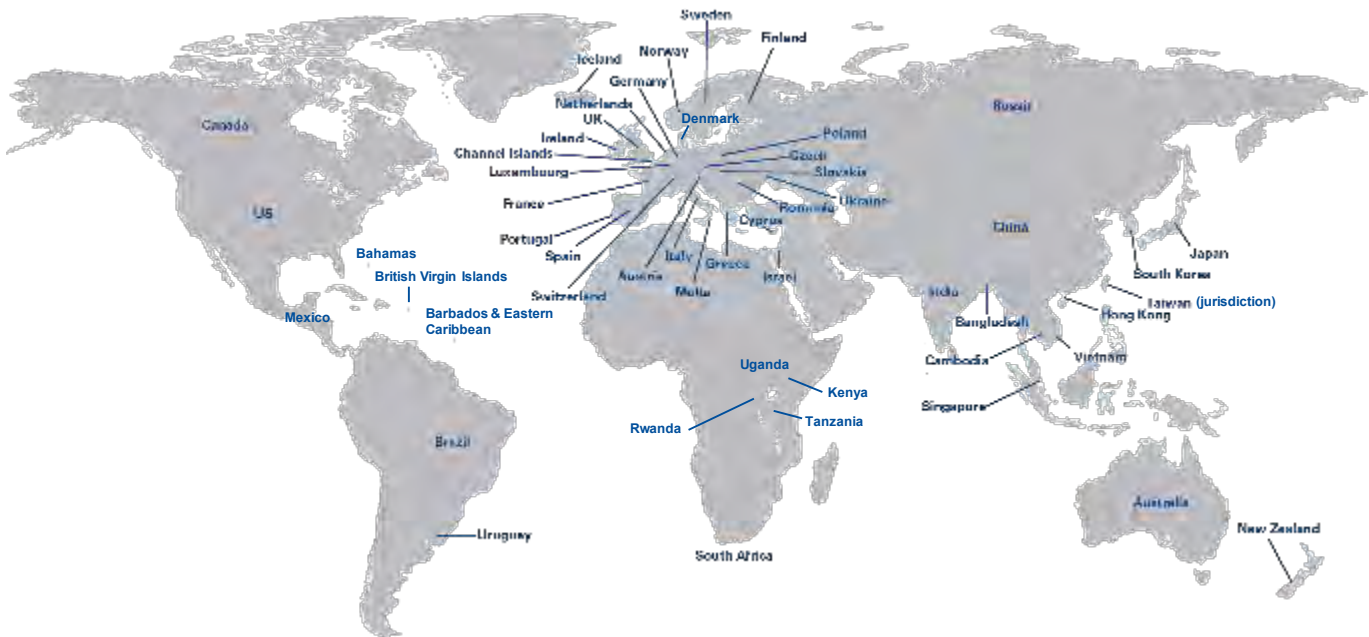 Sweden
Finland
Norway
Iceland
Germany
Netherlands
UK
Denmark
Russia
Canada
Ireland
Poland
Channel Islands
Czech
Luxembourg
Slovakia
France
Ukraine
Romania
US
Cyprus
China
Portugal
Spain
Italy
Greece
Japan
Bahamas
Austria
Israel
South Korea
British Virgin Islands
Malta
Switzerland
India
Taiwan (jurisdiction)
Hong Kong
Mexico
Barbados & Eastern
Caribbean
Bangladesh
Cambodia
Vietnam
Uganda
Kenya
Singapore
Tanzania
Rwanda
Brazil
Australia
Uruguay
New Zealand
South Africa